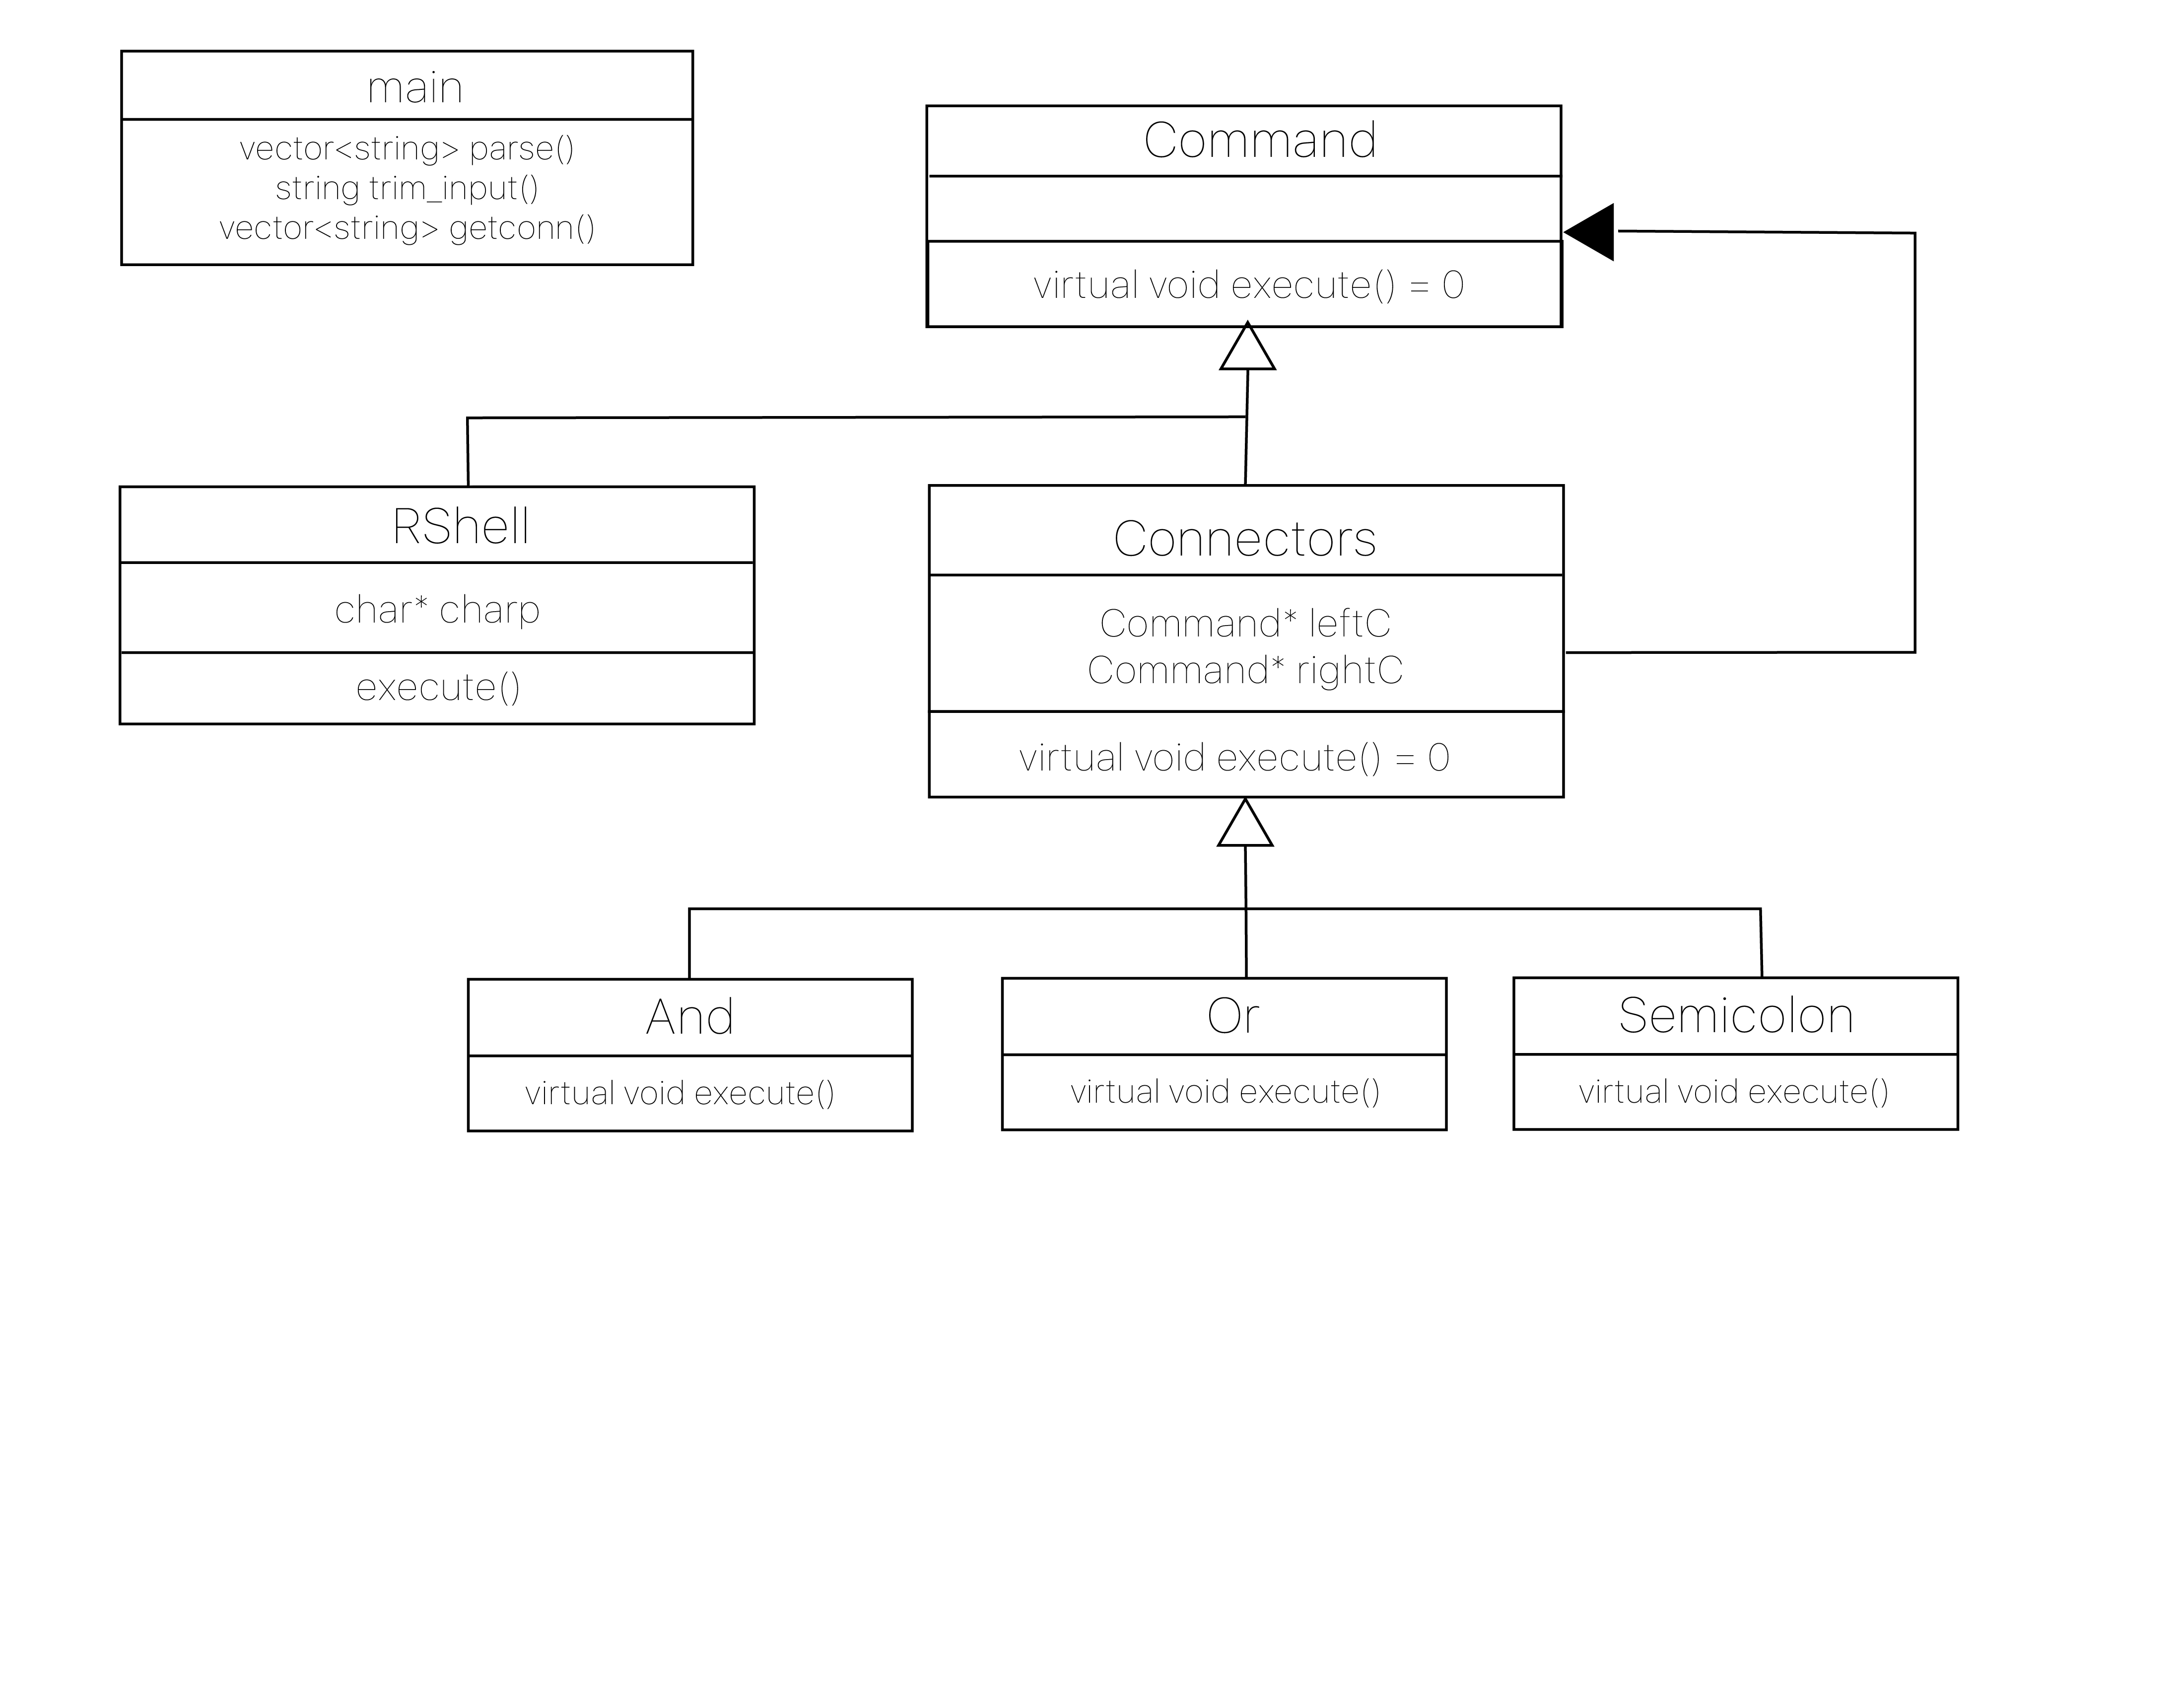 main
vector<string> parse()
string trim_input()
vector<string> getconn()
Command
virtual void execute() = 0
RShell
char* charp
execute()
Connectors
Command* leftC
Command* rightC
virtual void execute() = 0
And
virtual void execute()
Or
virtual void execute()
Semicolon
virtual void execute()